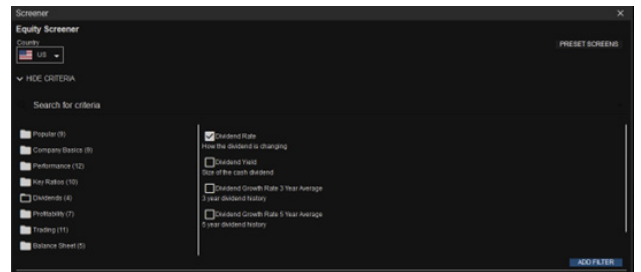 Screener
Equity Screener
Country
US
PRESET SCREENS
HIDE CRITERIA
Search for criteria
Popular (9)
Company Basics (8)
Performance (12)
Key Ratios (10)
Dividends (4)
Profitability (7)
Trading (11)
Balance Sheet (5)
Dividend Rate
How the dividend is changing
Dividend Yield
Size of the cash dividend
Dividend Growth Rate 3 Year Average
3 year dividend history
Dividend Growth Rate 5 Year Average
5 year dividend history
ADD FILTER